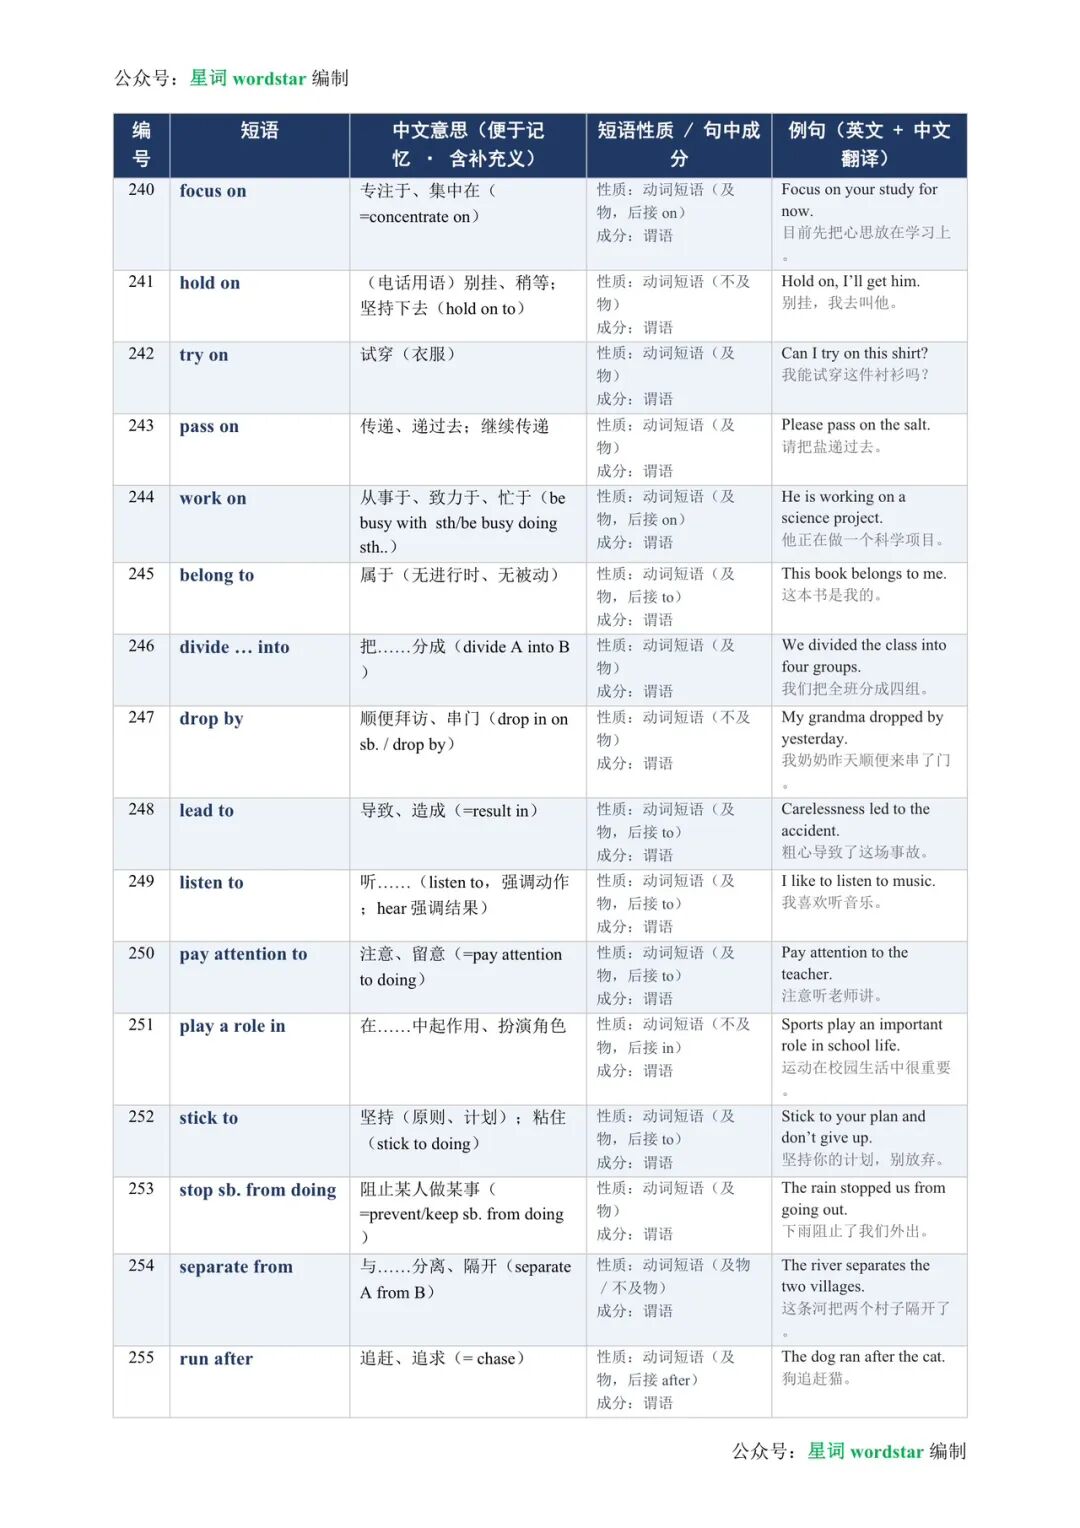 公众号：星词 wordstar 编制
编
号
短语
中文意思（便于记
忆 · 含补充义）
短语性质 / 句中成
分
例句（英文 + 中文
翻译）
240
focus on
专注于、集中在（
=concentrate on）
性质：动词短语（及
物，后接 on）
成分：谓语
Focus on your study for
now.
目前先把心思放在学习上
。
241
hold on
（电话用语）别挂、稍等；
坚持下去（hold on to）
性质：动词短语（不及
物）
成分：谓语
Hold on, I’ll get him.
别挂，我去叫他。
242
try on
试穿（衣服）
性质：动词短语（及
物）
成分：谓语
Can I try on this shirt?
我能试穿这件衬衫吗？
243
pass on
传递、递过去；继续传递
性质：动词短语（及
物）
成分：谓语
Please pass on the salt.
请把盐递过去。
244
work on
从事于、致力于、忙于（be
busy with sth/be busy doing
sth..）
性质：动词短语（及
物，后接 on）
成分：谓语
He is working on a
science project.
他正在做一个科学项目。
245
belong to
属于（无进行时、无被动）
性质：动词短语（及
物，后接 to）
成分：谓语
This book belongs to me.
这本书是我的。
246
divide … into
把……分成（divide A into B
）
性质：动词短语（及
物）
成分：谓语
We divided the class into
four groups.
我们把全班分成四组。
247
drop by
顺便拜访、串门（drop in on
sb. / drop by）
性质：动词短语（不及
物）
成分：谓语
My grandma dropped by
yesterday.
我奶奶昨天顺便来串了门
。
248
lead to
导致、造成（=result in）
性质：动词短语（及
物，后接 to）
成分：谓语
Carelessness led to the
accident.
粗心导致了这场事故。
249
listen to
听……（listen to，强调动作
；hear 强调结果）
性质：动词短语（及
物，后接 to）
成分：谓语
I like to listen to music.
我喜欢听音乐。
250
pay attention to
注意、留意（=pay attention
to doing）
性质：动词短语（及
物，后接 to）
成分：谓语
Pay attention to the
teacher.
注意听老师讲。
251
play a role in
在……中起作用、扮演角色
性质：动词短语（不及
物，后接 in）
成分：谓语
Sports play an important
role in school life.
运动在校园生活中很重要
。
252
stick to
坚持（原则、计划）；粘住
（stick to doing）
性质：动词短语（及
物，后接 to）
成分：谓语
Stick to your plan and
don’t give up.
坚持你的计划，别放弃。
253
stop sb. from doing
阻止某人做某事（
=prevent/keep sb. from doing
）
性质：动词短语（及
物）
成分：谓语
The rain stopped us from
going out.
下雨阻止了我们外出。
254
separate from
与……分离、隔开（separate
A from B）
性质：动词短语（及物
/ 不及物）
成分：谓语
The river separates the
two villages.
这条河把两个村子隔开了
。
255
run after
追赶、追求（= chase）
性质：动词短语（及
物，后接 after）
成分：谓语
The dog ran after the cat.
狗追赶猫。
公众号：星词 wordstar 编制